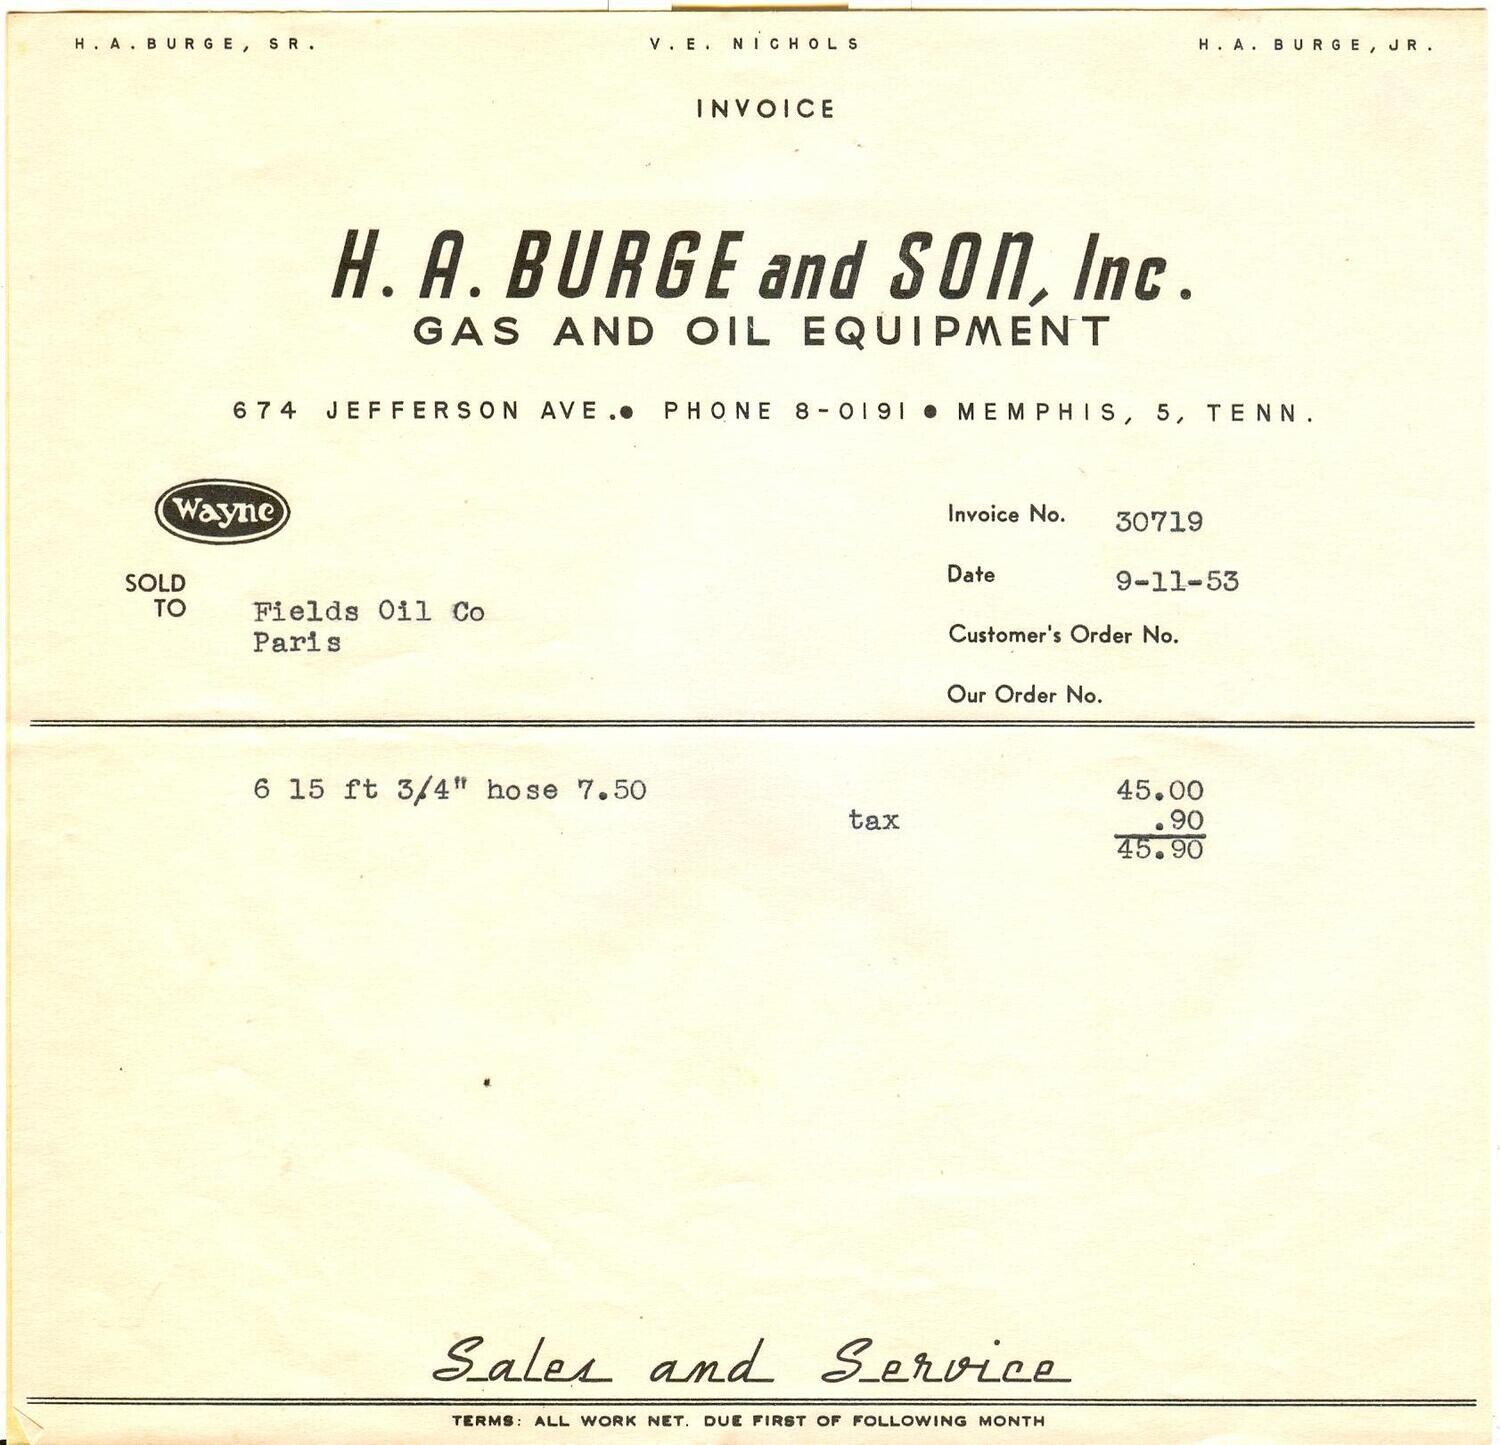 H. A. BURGE, SR. V. E. NICHOLS H. A. BURGE, JR.
INVOICE
H. A. BURGE and SON, Inc.
GAS AND OIL EQUIPMENT
674 JEFFERSON AVE. ● PHONE 8-0191 ● MEMPHIS, 5, TENN.
Wayne
Invoice No. 30719
Date 9-11-53
SOLD
TO
Fields Oil Co
Paris
Customer's Order No.
Our Order No.
6 15 ft 3/4" hose 7.50 45.00
tax .90
45.90
Sales and Service
TERMS: ALL WORK NET. DUE FIRST OF FOLLOWING MONTH